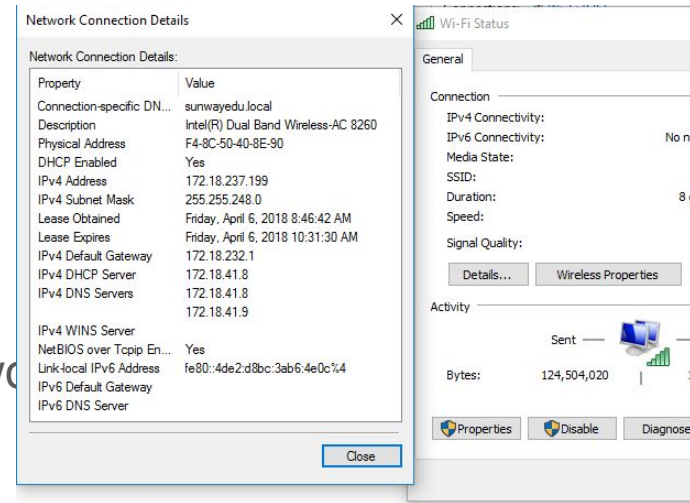 Network Connection Details
Network Connection Details:
Property Value
Connection-specific DN... sunwayedu.local
Description Intel(R) Dual Band Wireless-AC 8260
Physical Address F4-8C-50-40-8E-90
DHCP Enabled Yes
IPv4 Address 172.18.237.199
IPv4 Subnet Mask 255.255.248.0
Lease Obtained Friday, April 6, 2018 8:46:42 AM
Lease Expires Friday, April 6, 2018 10:31:30 AM
IPv4 Default Gateway 172.18.232.1
IPv4 DHCP Server 172.18.41.8
IPv4 DNS Servers 172.18.41.8
172.18.41.9
IPv4 WINS Server
NetBIOS over Tcpip En... Yes
Link-local IPv6 Address fe80::4de2:d8bc:3ab6:4e0c%4
IPv6 Default Gateway
IPv6 DNS Server
Close
Wi-Fi Status
General
Connection
IPv4 Connectivity:
IPv6 Connectivity: No n
Media State:
SSID:
Duration: 8
Speed:
Signal Quality:
Details... Wireless Properties
Activity
Sent
Bytes: 124,504,020
Properties Disable Diagnose